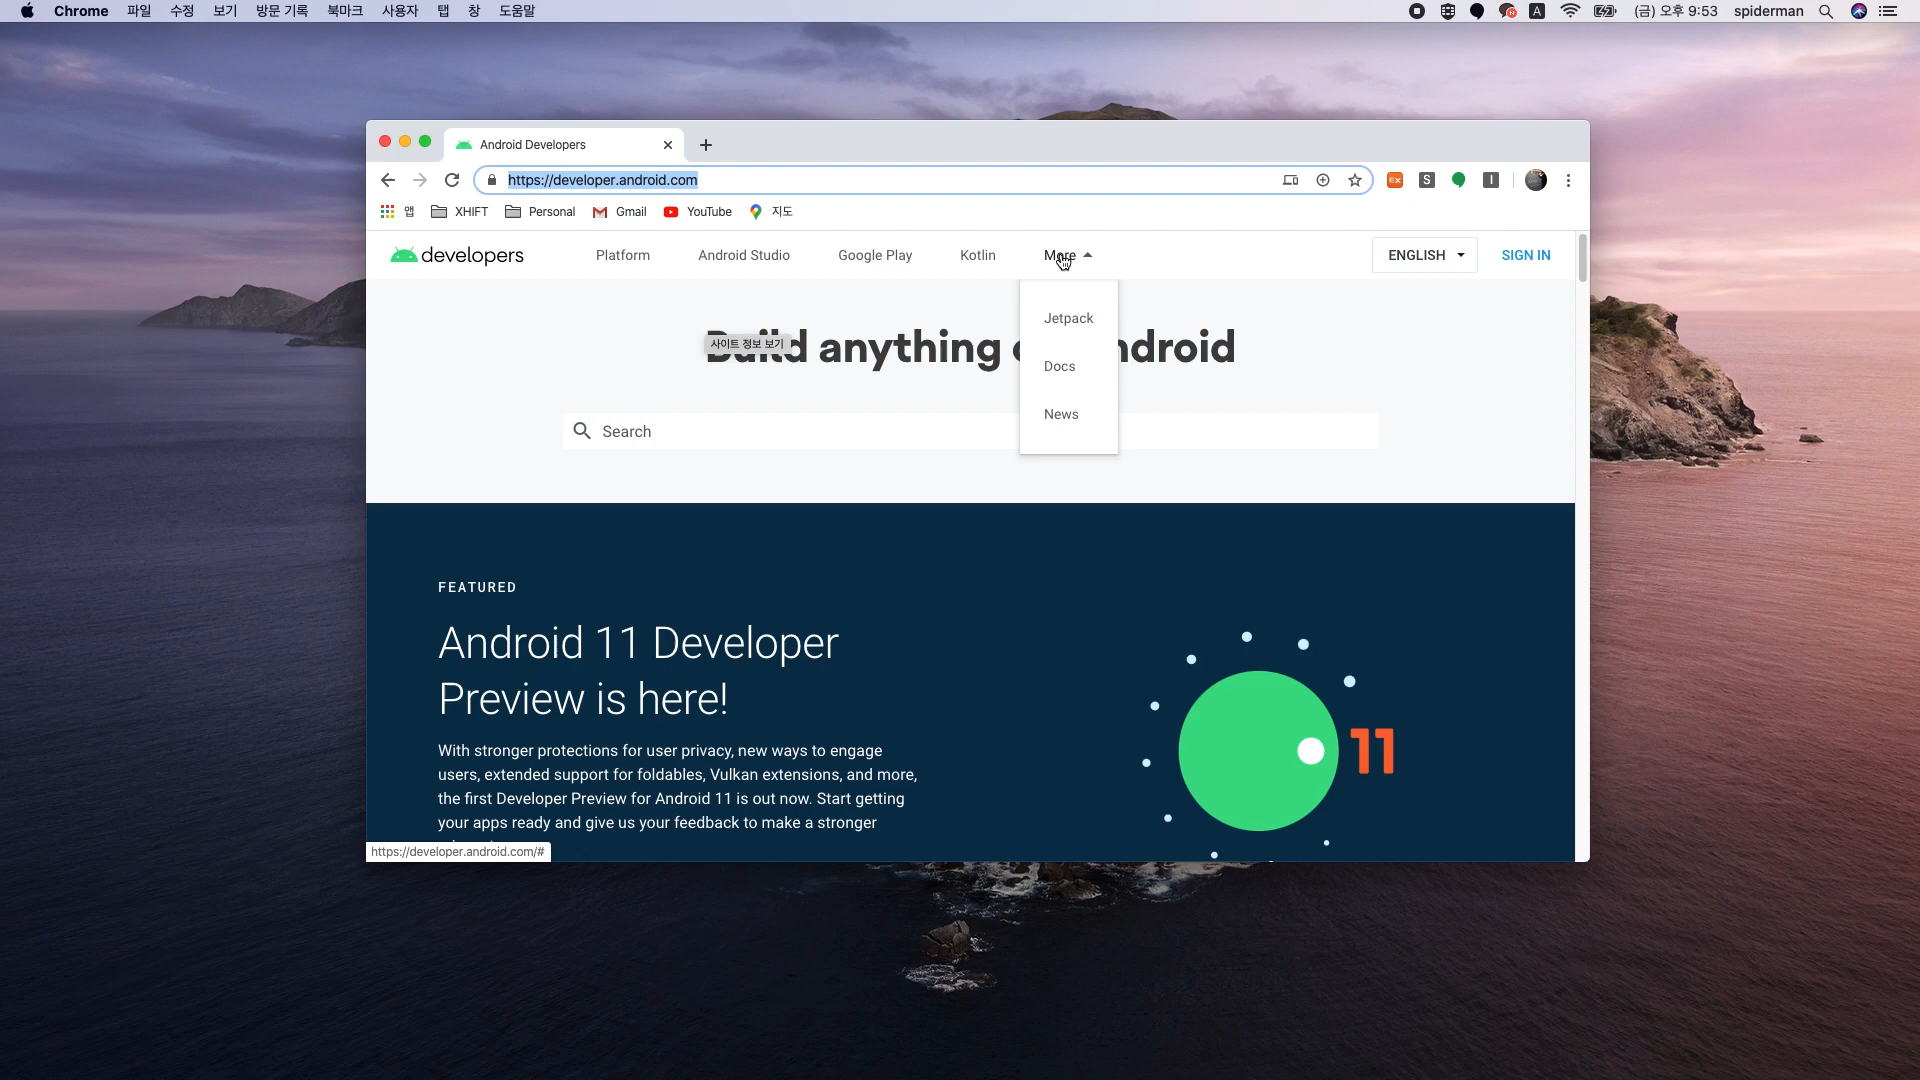 Chrome 파일 수정 보기 방문 기록 북마크 사용자 탭 창 도움말 A (금) 오후 9:53 spiderman
Android Developers
https://developer.android.com
앱 XHIFT Personal Gmail YouTube 지도
developers Platform Android Studio Google Play Kotlin More ENGLISH SIGN IN
Jetpack
Docs
News
Build anything ndroid
사이트 정보 보기
Search
FEATURED
Android 11 Developer
Preview is here!
With stronger protections for user privacy, new ways to engage
users, extended support for foldables, Vulkan extensions, and more,
the first Developer Preview for Android 11 is out now. Start getting
your apps ready and give us your feedback to make a stronger
11
https://developer.android.com/#